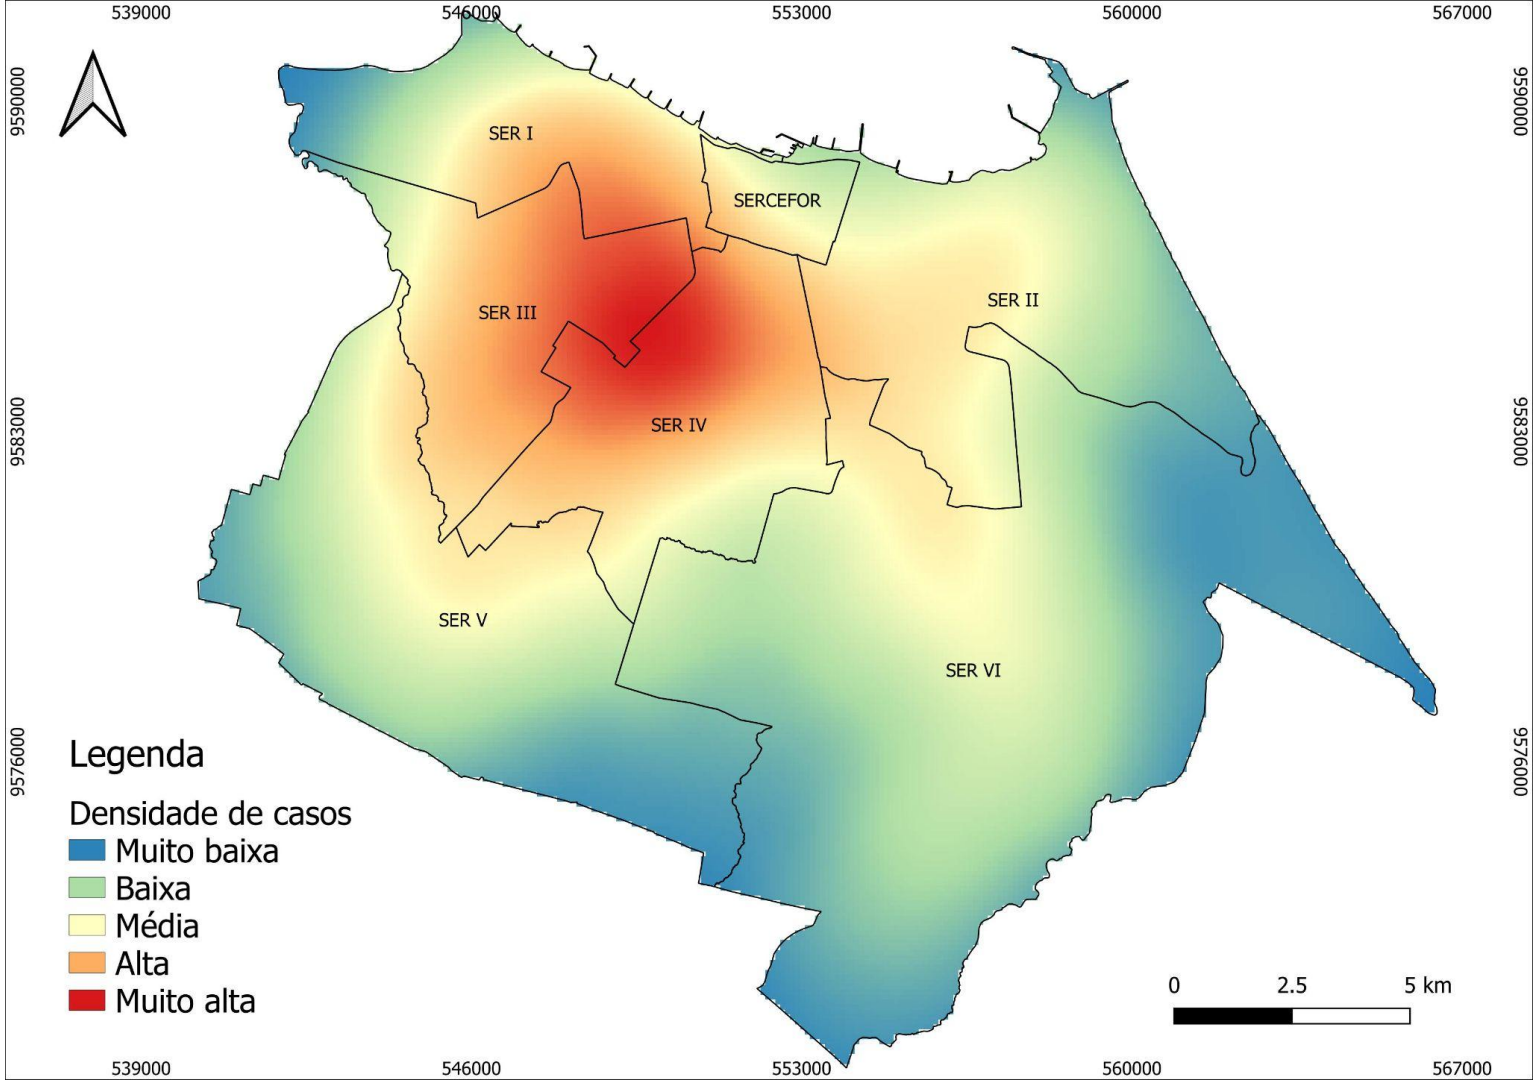 539000 546000 553000 560000 567000
9590000 9590000
SER I
SERCEFOR
SER II
SER III
SER IV
9583000 9583000
SER V
SER VI
9576000 9576000
Legenda
Densidade de casos
Muito baixa
Baixa
Média
Alta
Muito alta
0 2.5 5 km
539000 546000 553000 560000 567000